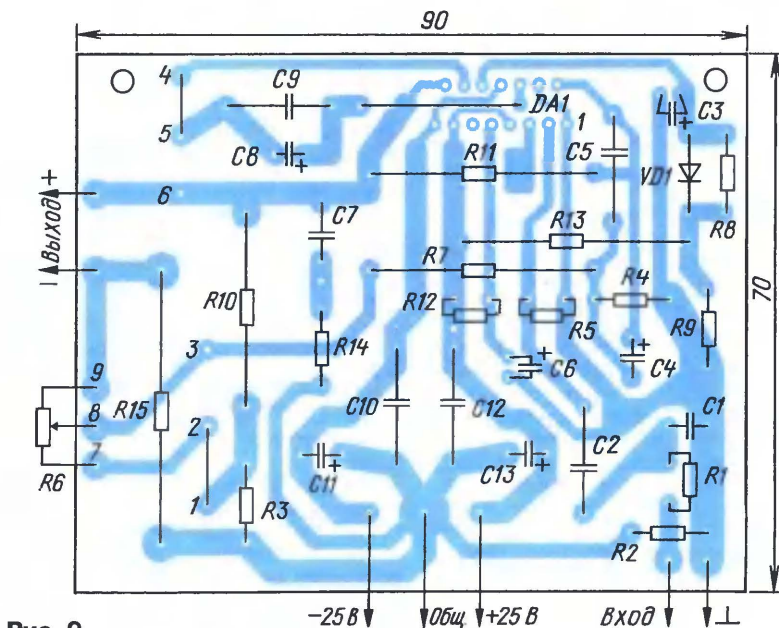 90
4
C9
DA1
C3
5
C8
1
R11
C5
VD1
R8
+
6
Выход
C7
R13
R7
R4
70
R10
R12
R5
R9
3
R14
C6
C4
9
8
R15
2
C10
C12
C1
7
C2
R6
C11
C13
R1
1
R3
R2
−25 В
Общ.
+25 В
Вход
⊥